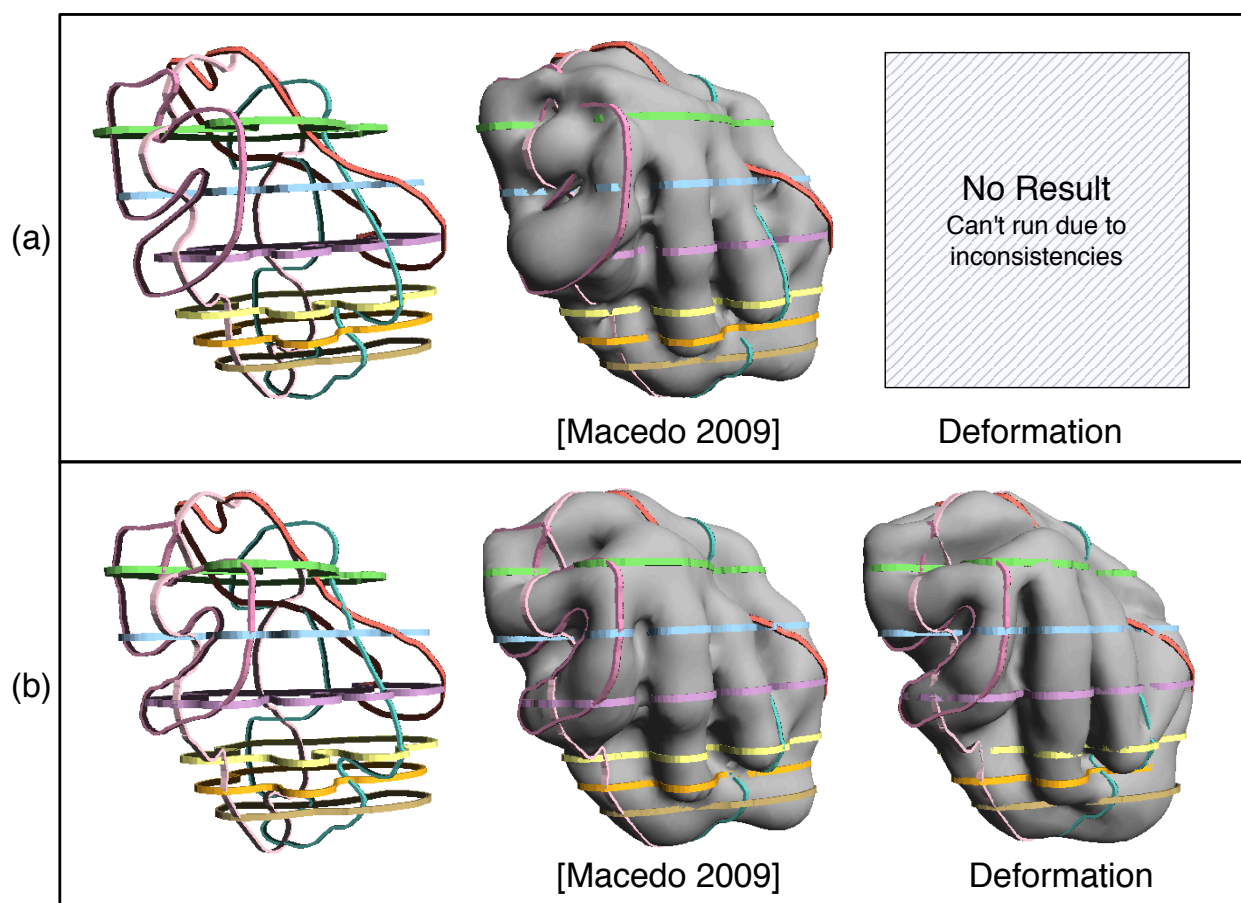 (a)
No Result
Can't run due to
inconsistencies
[Macedo 2009]
Deformation
(b)
[Macedo 2009]
Deformation